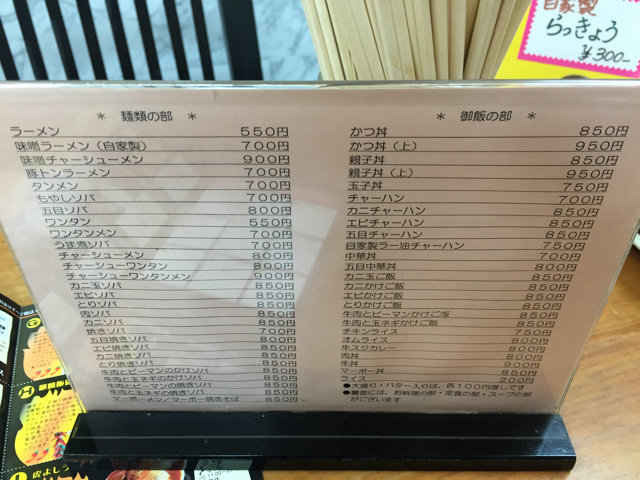 自家製
らっきょう
¥300-
＊ 麺類の部 ＊
ラーメン 550円
味噌ラーメン（自家製） 700円
味噌チャーシューメン 900円
豚トンラーメン 700円
タンメン 700円
もやしソバ 700円
五目ソバ 800円
ワンタン 550円
ワンタンメン 700円
うま煮ソバ 700円
チャーシューメン 800円
チャーシューワンタン 800円
チャーシューワンタンメン 900円
カニ玉ソバ 850円
エビソバ 850円
とりソバ 850円
肉ソバ 850円
カニソバ 850円
焼きソバ 700円
五目焼きソバ 800円
エビ焼きソバ 850円
カニ焼きソバ 850円
とり焼きソバ 850円
牛肉とピーマンのかけソバ 850円
牛肉と玉ネギのかけソバ 850円
牛肉とピーマンの焼きソバ 850円
牛肉と玉ネギの焼きソバ 850円
マーボーメン／マーボー焼きそば 850円
＊ 御飯の部 ＊
かつ丼 850円
かつ丼（上） 950円
親子丼 850円
親子丼（上） 950円
玉子丼 750円
チャーハン 700円
カニチャーハン 850円
エビチャーハン 850円
五目チャーハン 850円
自家製ラー油チャーハン 750円
中華丼 700円
五目中華丼 800円
カニ玉ご飯 850円
カニかけご飯 850円
エビかけご飯 850円
とりかけご飯 850円
牛肉とピーマンかけご飯 850円
牛肉と玉ネギかけご飯 850円
チキンライス 750円
オムライス 850円
牛スジカレー 800円
肉丼 800円
牛丼 900円
マーボー丼 850円
ライス 200円
●大盛り・バター入りは、各100円増しです
●裏面には、お料理の部・定食の部・スープの部
がございます